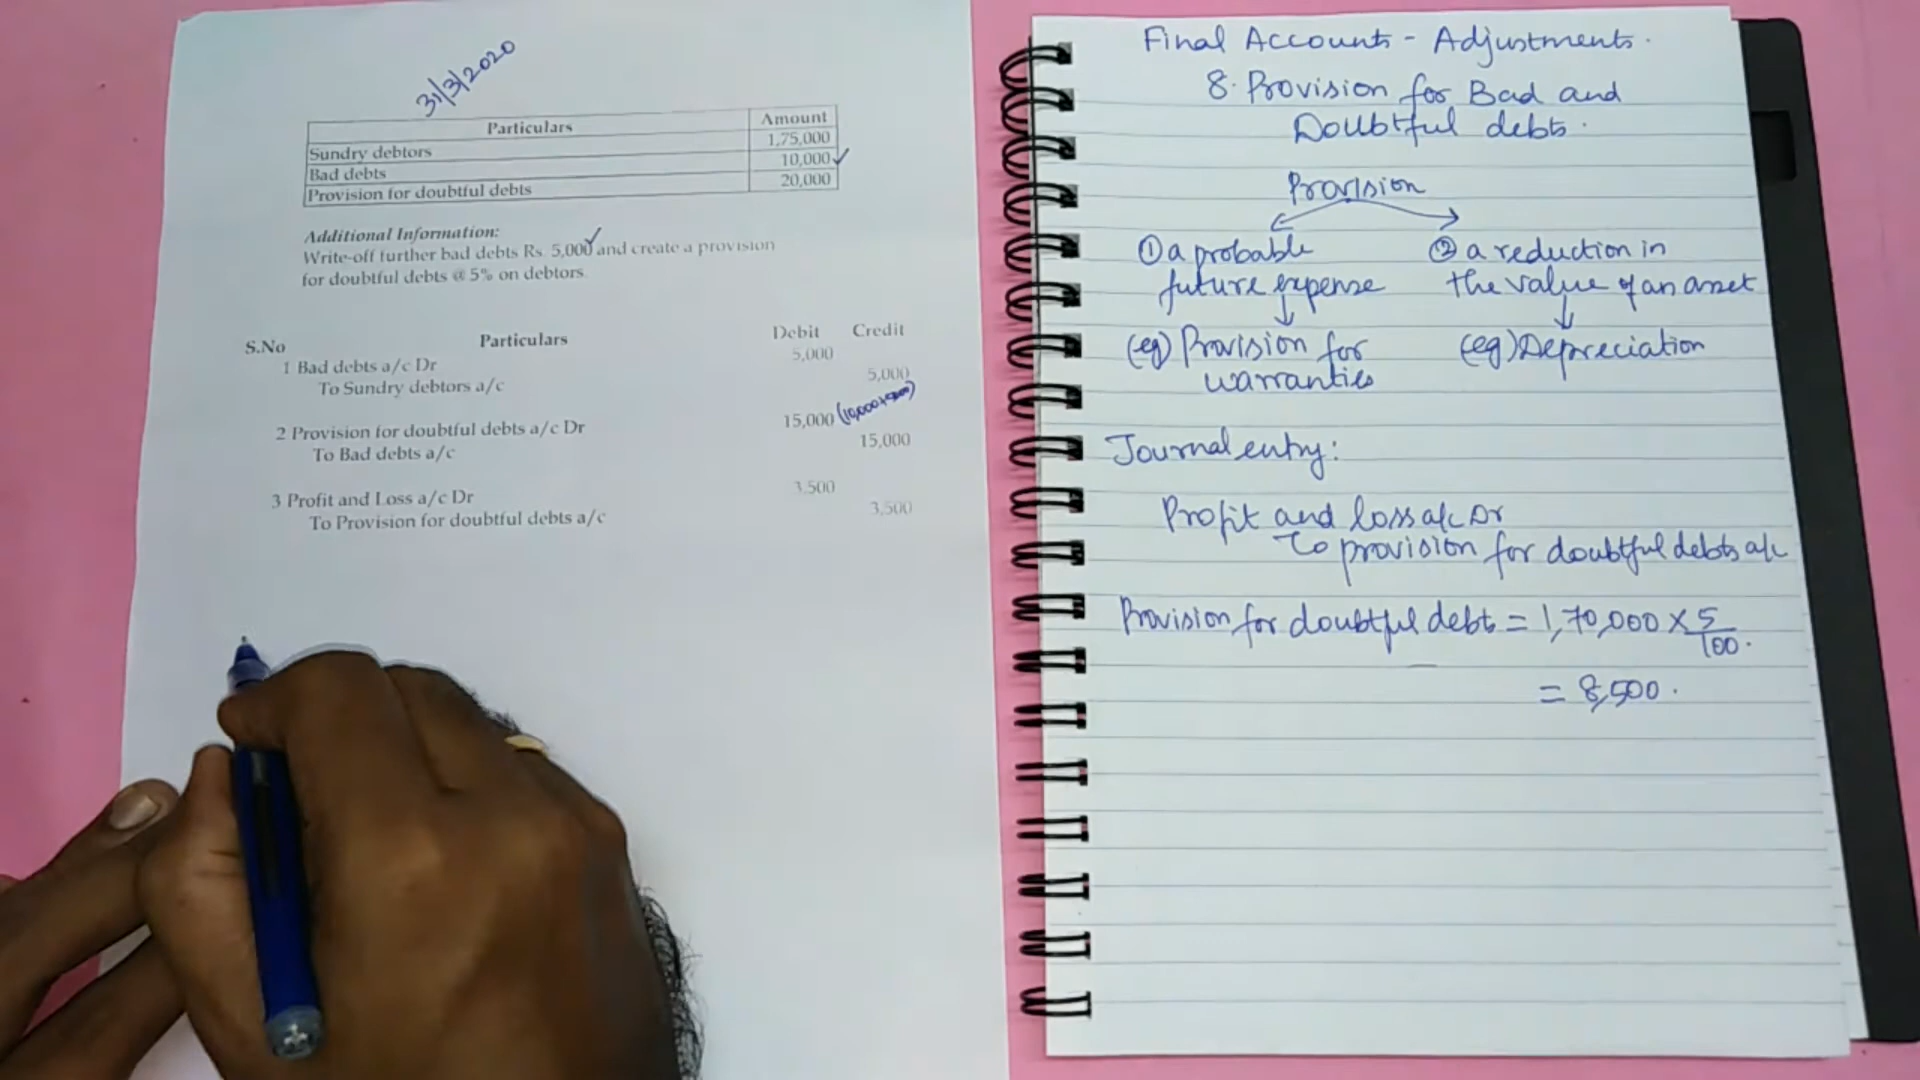 31/3/2020
Particulars Amount
Sundry debtors 1,75,000
Bad debts 10,000
Provision for doubtful debts 20,000
Additional Information:
Write-off further bad debts Rs. 5,000 and create a provision
for doubtful debts @ 5% on debtors.
S.No Particulars Debit Credit
1 Bad debts a/c Dr 5,000
To Sundry debtors a/c 5,000
2 Provision for doubtful debts a/c Dr 15,000 (10,000+5000)
To Bad debts a/c 15,000
3 Profit and Loss a/c Dr 3,500
To Provision for doubtful debts a/c 3,500
Final Accounts - Adjustments.
8. Provision for Bad and
Doubtful debts.
Provision
① a probable
future expense
(eg) Provision for
warranties
② a reduction in
the value of an asset
(eg) Depreciation
Journal entry:
Profit and loss a/c Dr
To provision for doubtful debts a/c
Provision for doubtful debts = 1,70,000 × 5/100.
= 8,500.